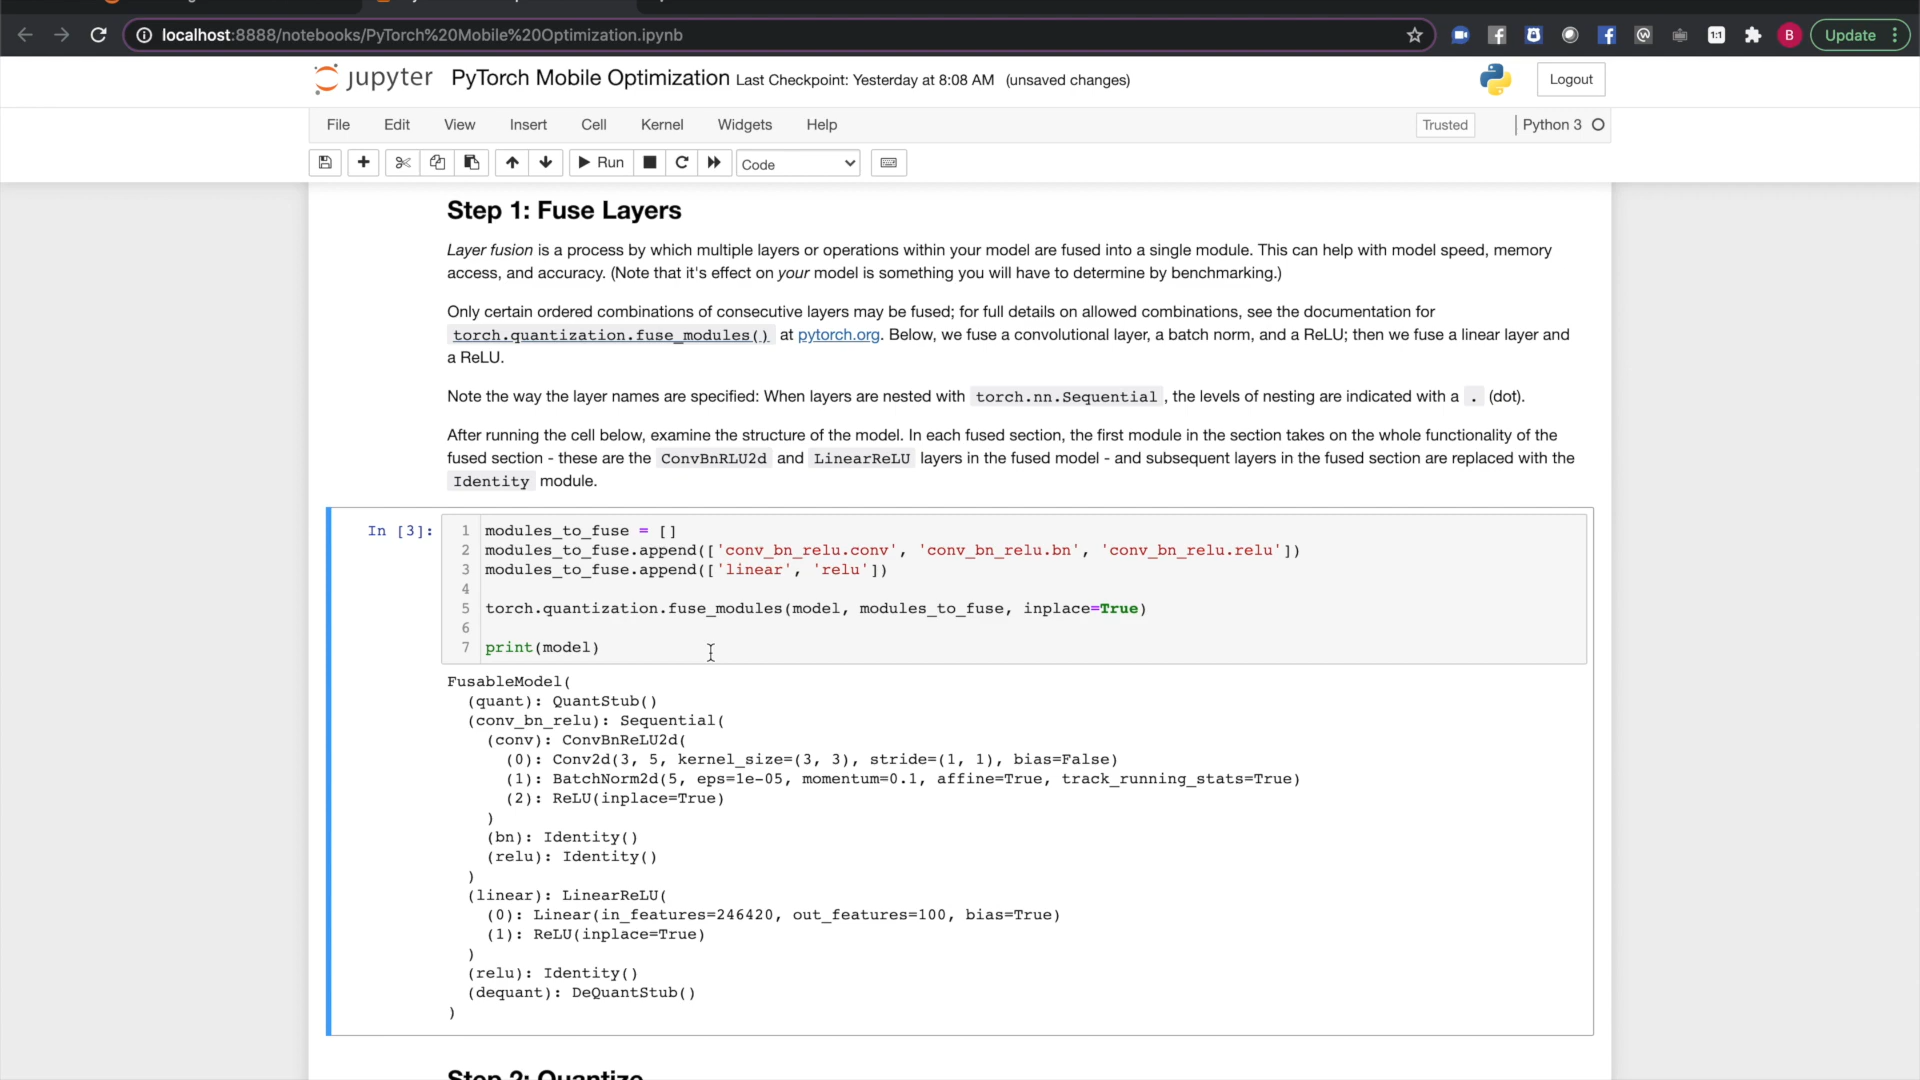 localhost:8888/notebooks/PyTorch%20Mobile%20Optimization.ipynb
1:1
B
Update
jupyter PyTorch Mobile Optimization Last Checkpoint: Yesterday at 8:08 AM (unsaved changes)
Logout
File Edit View Insert Cell Kernel Widgets Help
Trusted
Python 3
Run
Code
Step 1: Fuse Layers
Layer fusion is a process by which multiple layers or operations within your model are fused into a single module. This can help with model speed, memory
access, and accuracy. (Note that it's effect on your model is something you will have to determine by benchmarking.)
Only certain ordered combinations of consecutive layers may be fused; for full details on allowed combinations, see the documentation for
torch.quantization.fuse_modules() at pytorch.org. Below, we fuse a convolutional layer, a batch norm, and a ReLU; then we fuse a linear layer and
a ReLU.
Note the way the layer names are specified: When layers are nested with torch.nn.Sequential , the levels of nesting are indicated with a . (dot).
After running the cell below, examine the structure of the model. In each fused section, the first module in the section takes on the whole functionality of the
fused section - these are the ConvBnRLU2d and LinearReLU layers in the fused model - and subsequent layers in the fused section are replaced with the
Identity module.
In [3]:
1 modules_to_fuse = []
2 modules_to_fuse.append(['conv_bn_relu.conv', 'conv_bn_relu.bn', 'conv_bn_relu.relu'])
3 modules_to_fuse.append(['linear', 'relu'])
4
5 torch.quantization.fuse_modules(model, modules_to_fuse, inplace=True)
6
7 print(model)
FusableModel(
(quant): QuantStub()
(conv_bn_relu): Sequential(
(conv): ConvBnReLU2d(
(0): Conv2d(3, 5, kernel_size=(3, 3), stride=(1, 1), bias=False)
(1): BatchNorm2d(5, eps=1e-05, momentum=0.1, affine=True, track_running_stats=True)
(2): ReLU(inplace=True)
)
(bn): Identity()
(relu): Identity()
)
(linear): LinearReLU(
(0): Linear(in_features=246420, out_features=100, bias=True)
(1): ReLU(inplace=True)
)
(relu): Identity()
(dequant): DeQuantStub()
)
Step 2: Quantize